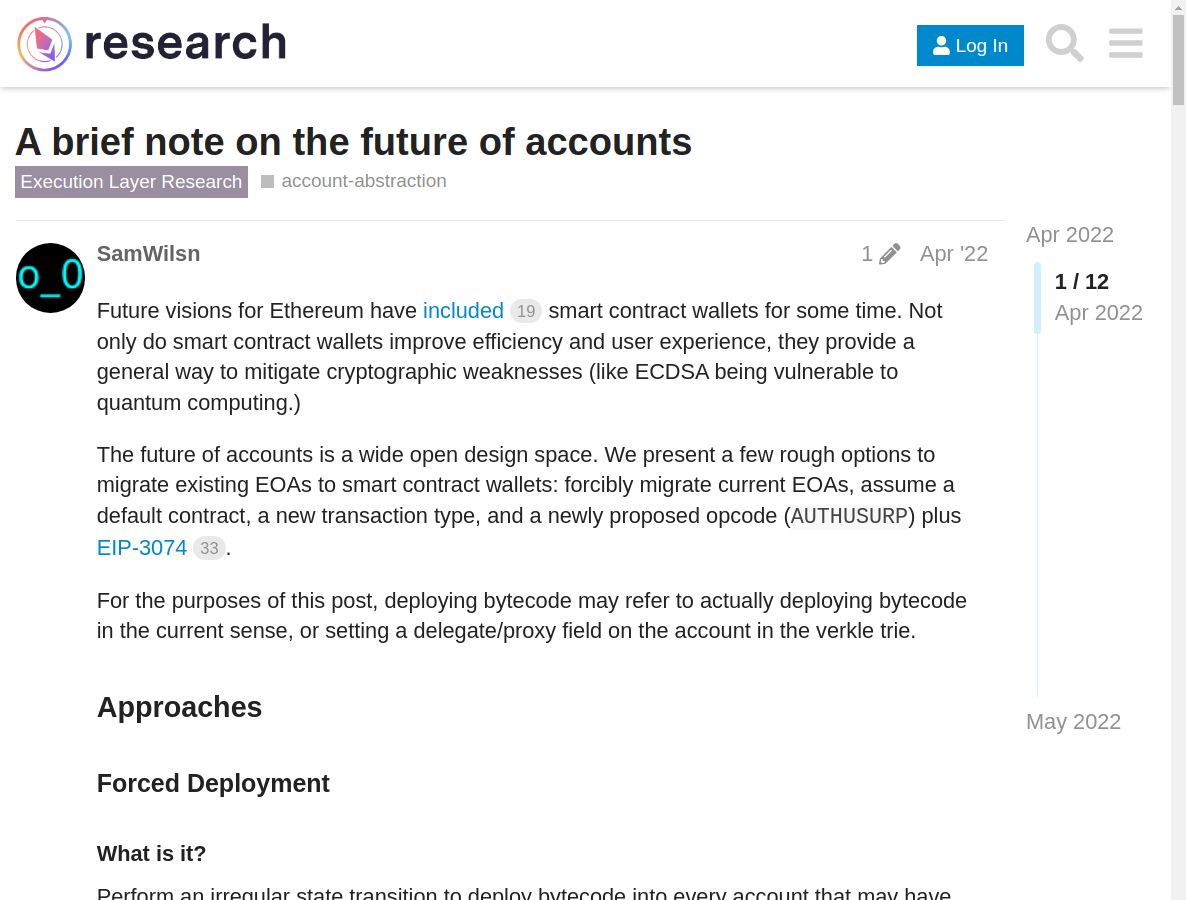 research
Log In
A brief note on the future of accounts
Execution Layer Research
account-abstraction
SamWilsn
1
Apr '22
Apr 2022
1 / 12
Apr 2022
Future visions for Ethereum have included 19 smart contract wallets for some time. Not
only do smart contract wallets improve efficiency and user experience, they provide a
general way to mitigate cryptographic weaknesses (like ECDSA being vulnerable to
quantum computing.)
The future of accounts is a wide open design space. We present a few rough options to
migrate existing EOAs to smart contract wallets: forcibly migrate current EOAs, assume a
default contract, a new transaction type, and a newly proposed opcode (AUTHUSURP) plus
EIP-3074 33.
For the purposes of this post, deploying bytecode may refer to actually deploying bytecode
in the current sense, or setting a delegate/proxy field on the account in the verkle trie.
Approaches
May 2022
Forced Deployment
What is it?
Perform an irregular state transition to deploy bytecode into every account that may have